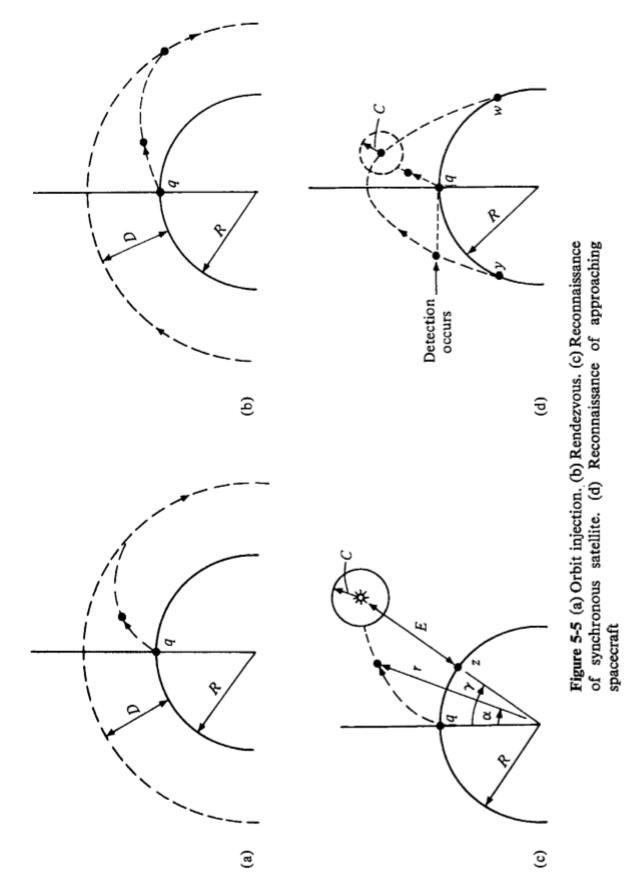 (a)
D
R
q
(b)
D
R
q
(c)
C
E
r
z
γ
α
q
R
(d)
C
Detection
occurs
q
R
y
w
Figure 5-5 (a) Orbit injection. (b) Rendezvous. (c) Reconnaissance
of synchronous satellite. (d) Reconnaissance of approaching
spacecraft